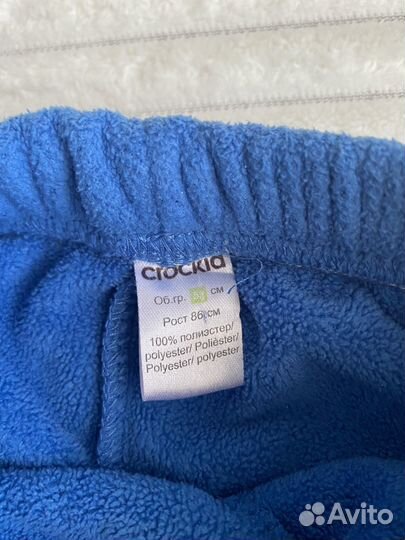 crockid
Об.гр. см
Рост 86 см
100% полиэстер/
polyester/ Poliéster/
Polyester/ polyester
Avito